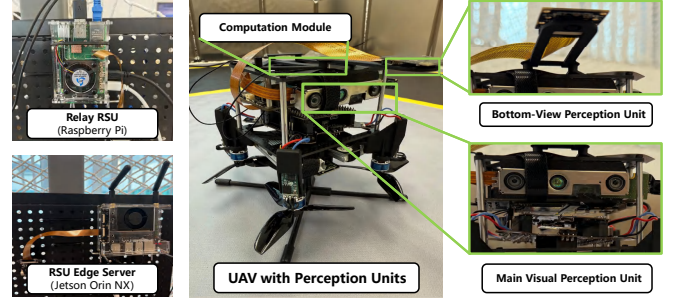 Computation Module
Relay RSU
(Raspberry Pi)
Bottom-View Perception Unit
RSU Edge Server
(Jetson Orin NX)
UAV with Perception Units
Main Visual Perception Unit